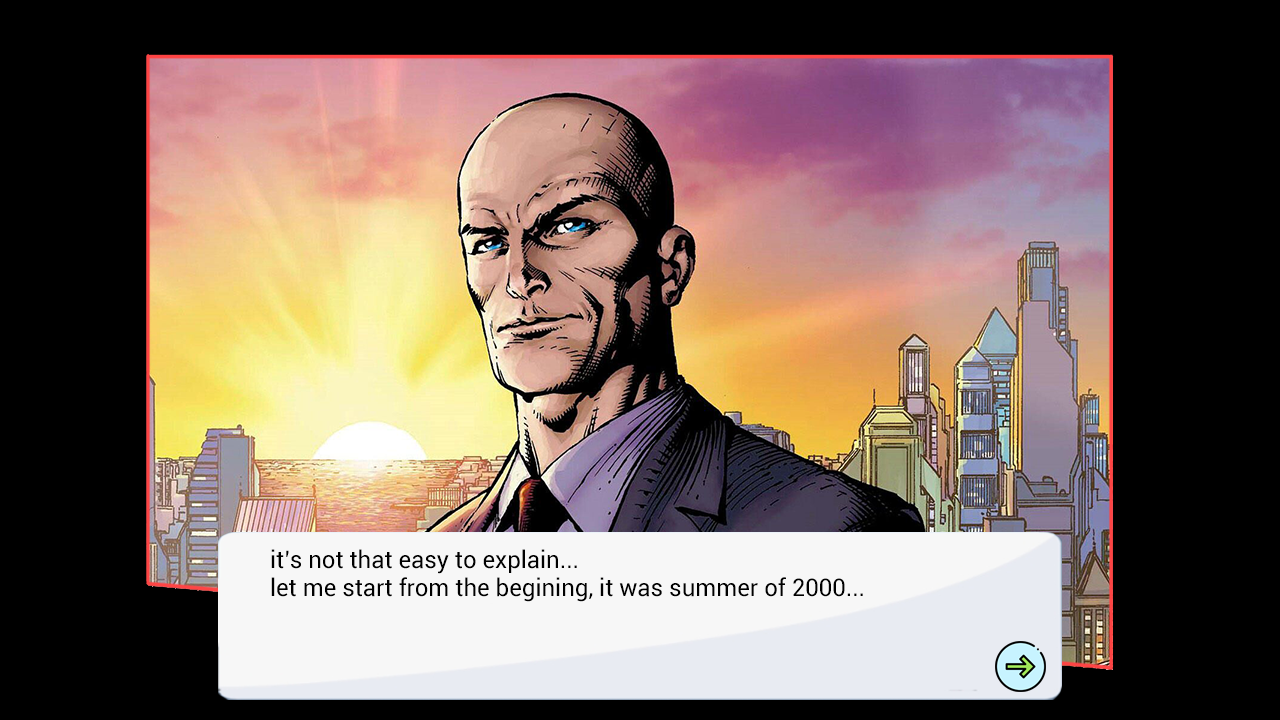 it's not that easy to explain...
let me start from the begining, it was summer of 2000...